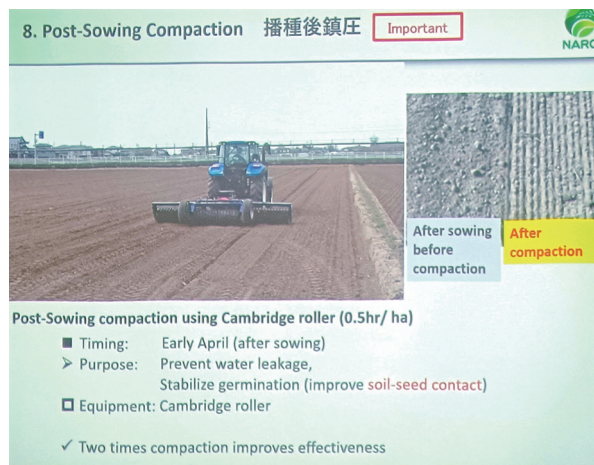 8. Post-Sowing Compaction 播種後鎮圧 Important
NARO
After sowing
before
compaction
After
compaction
Post-Sowing compaction using Cambridge roller (0.5hr/ ha)
Timing: Early April (after sowing)
Purpose: Prevent water leakage,
Stabilize germination (improve soil-seed contact)
Equipment: Cambridge roller
✓ Two times compaction improves effectiveness